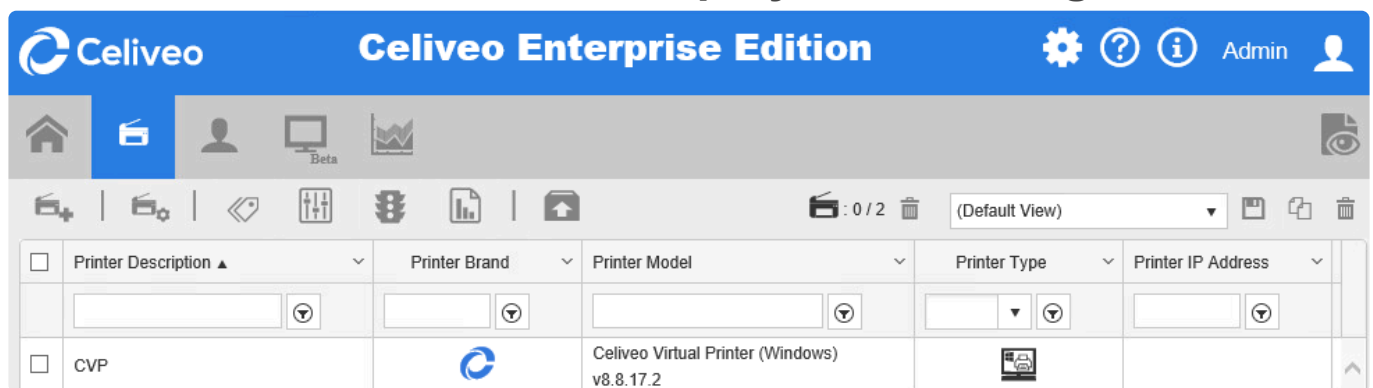 Celiveo
Celiveo Enterprise Edition
Admin
Beta
: 0 / 2
(Default View)
Printer Description ▲
Printer Brand
Printer Model
Printer Type
Printer IP Address
CVP
Celiveo Virtual Printer (Windows)
v8.8.17.2